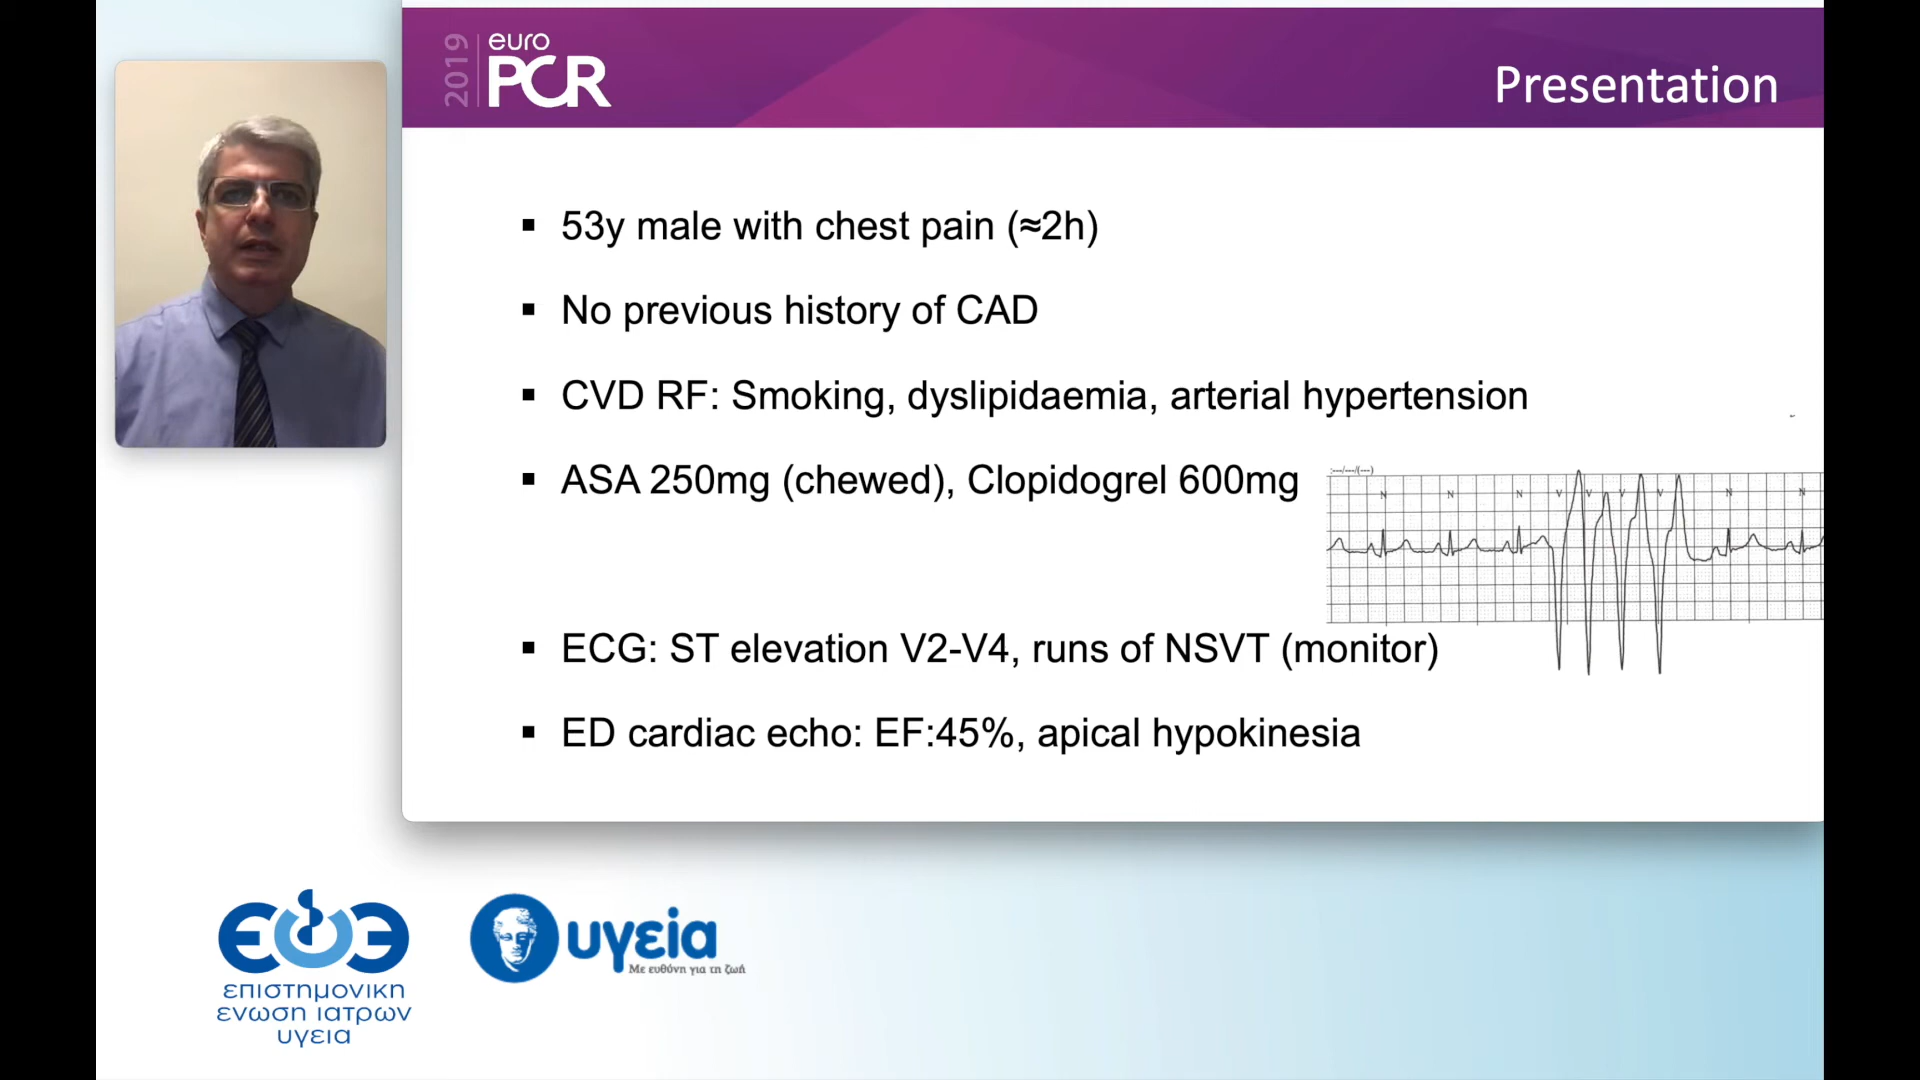 2019
euro
PCR
Presentation
▪ 53y male with chest pain (≈2h)
▪ No previous history of CAD
▪ CVD RF: Smoking, dyslipidaemia, arterial hypertension
▪ ASA 250mg (chewed), Clopidogrel 600mg
N N N V V V V N N
▪ ECG: ST elevation V2-V4, runs of NSVT (monitor)
▪ ED cardiac echo: EF:45%, apical hypokinesia
επιστημονικη
ενωση ιατρων
υγεια
υγεία
Με ευθύνη για τη ζωή